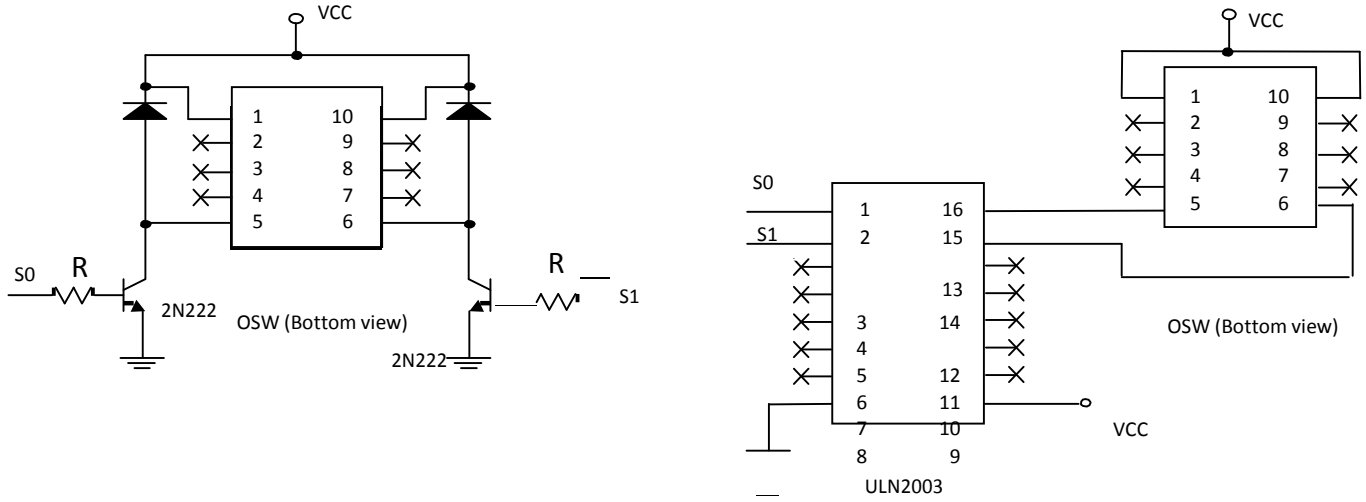 VCC
1 10
2 9
3 8
4 7
5 6
S0 R
2N222
OSW (Bottom view)
R S1
2N222
VCC
1 10
2 9
3 8
4 7
5 6
OSW (Bottom view)
S0
S1
1 16
2 15
13
3 14
4
5 12
6 11
7 10
8 9
VCC
ULN2003